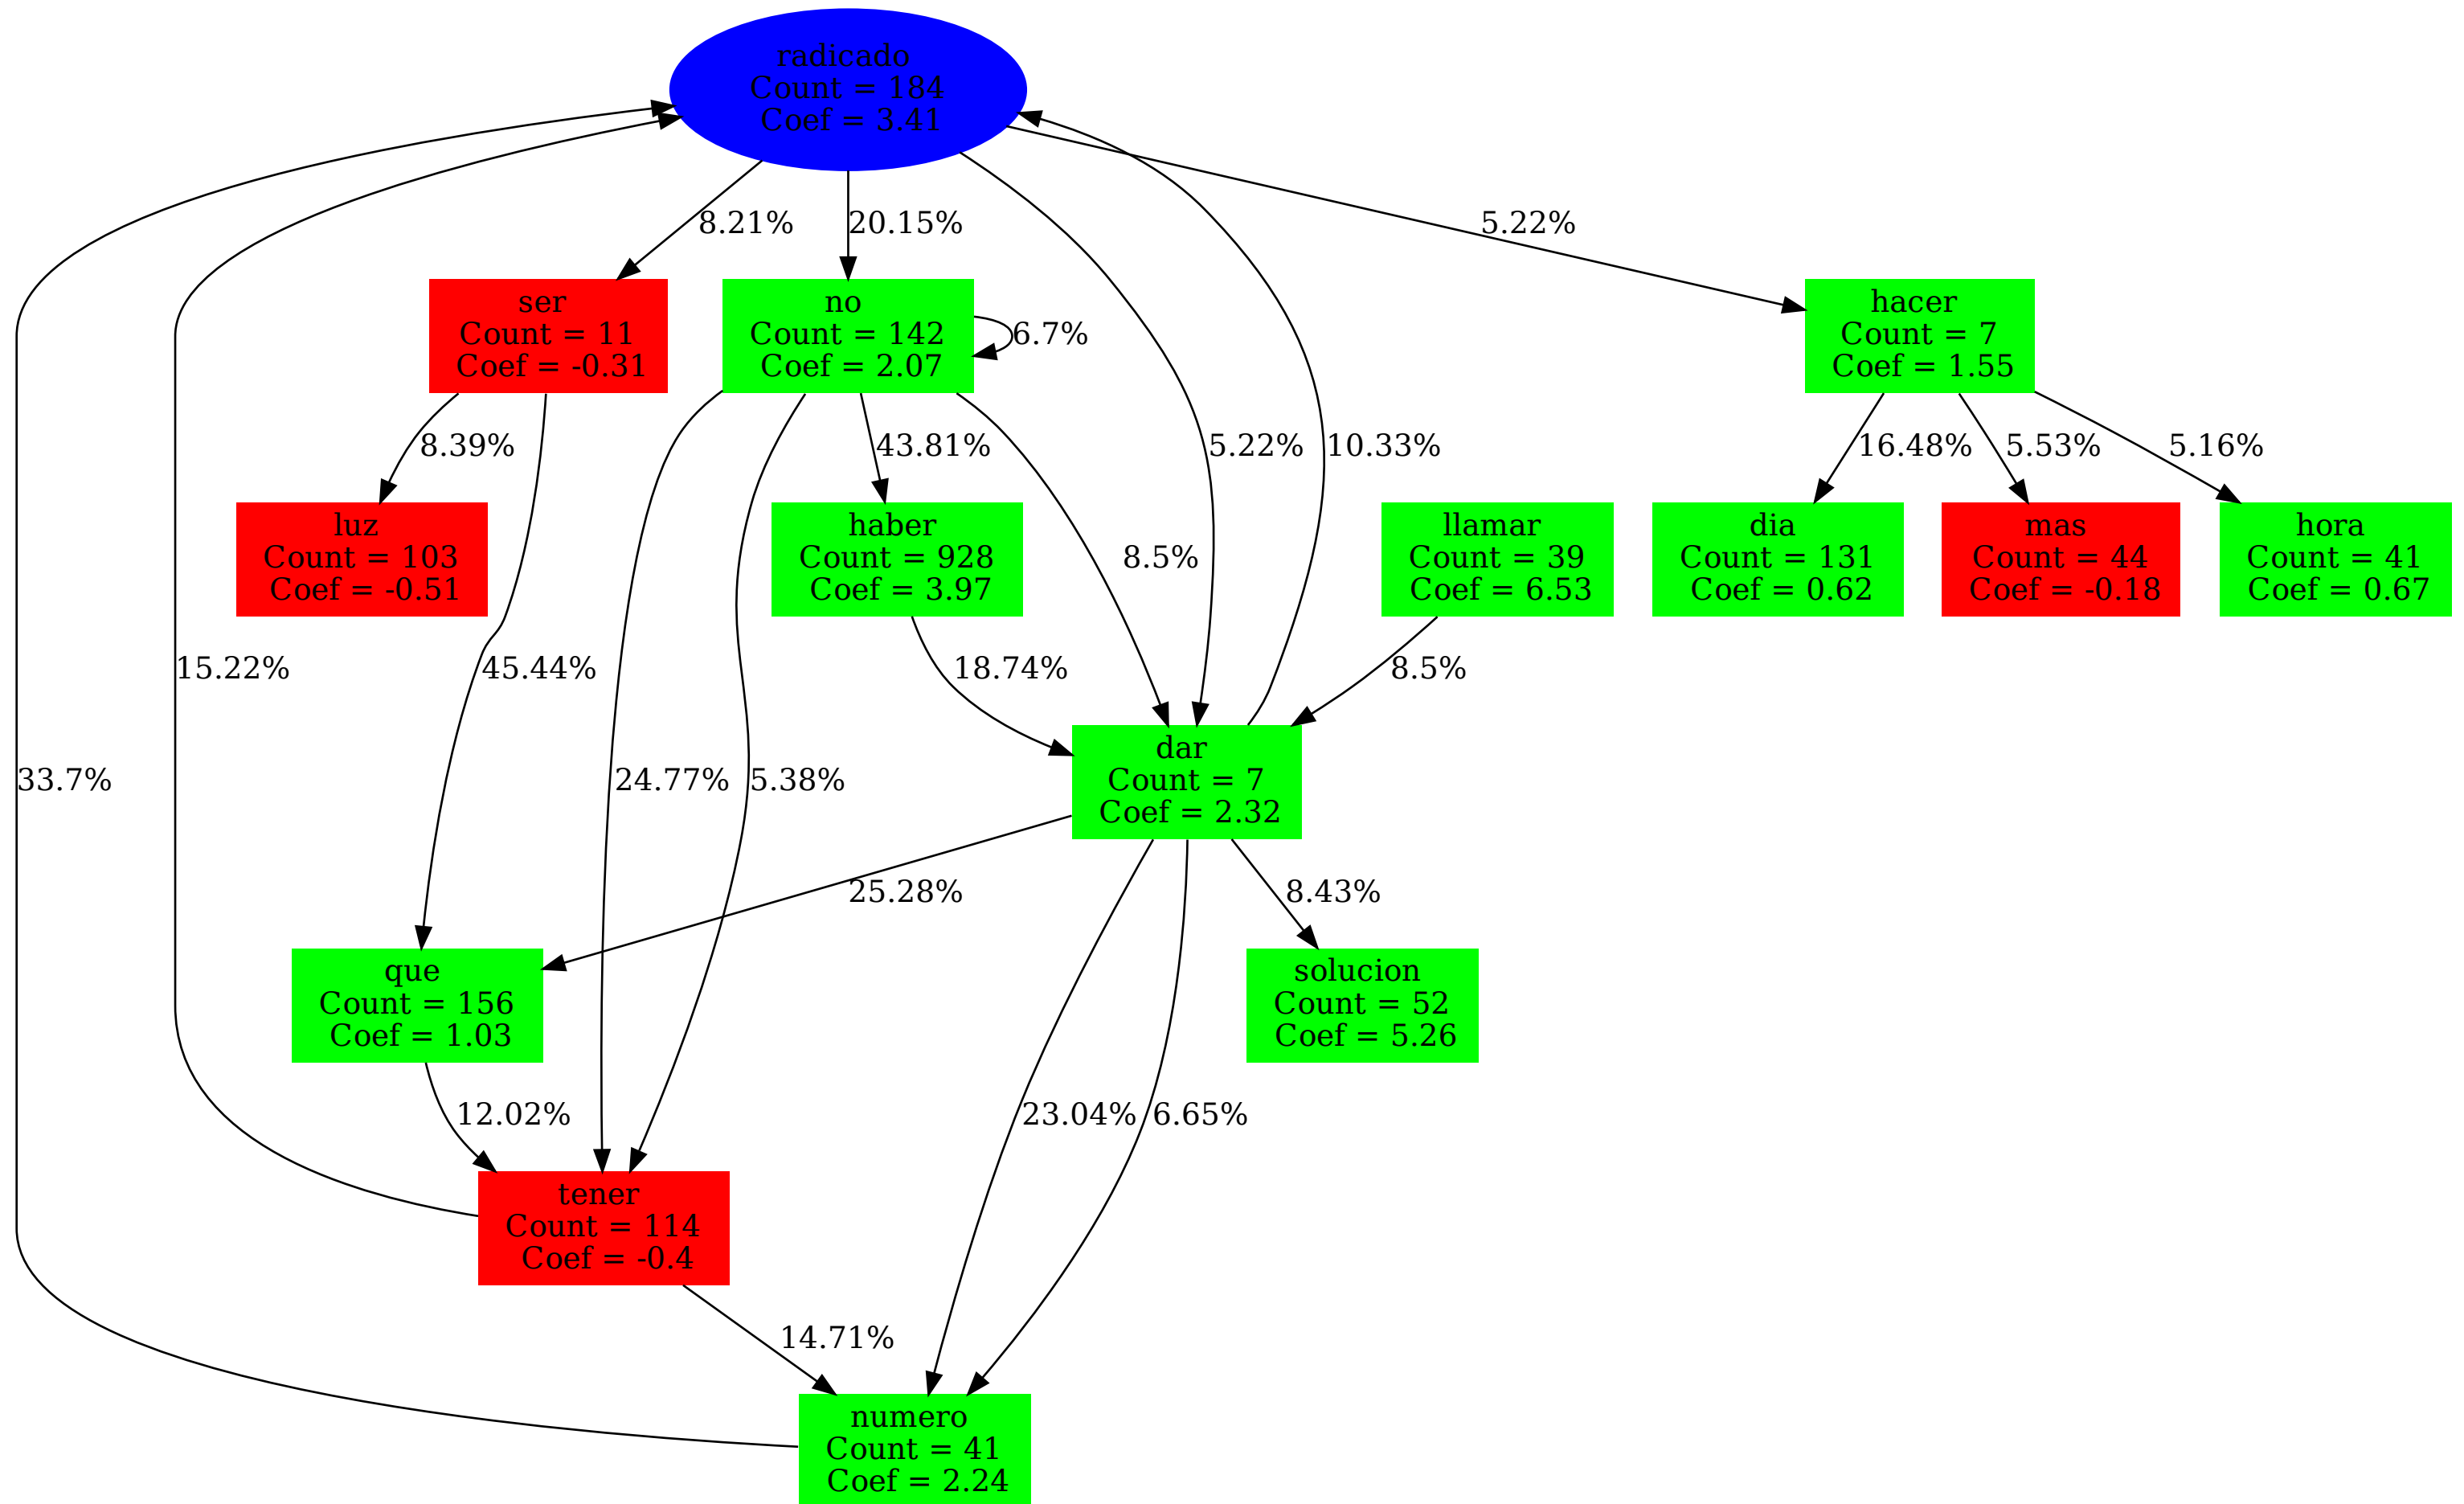 radicado
Count = 184
Coef = 3.41
8.21%
20.15%
5.22%
ser
Count = 11
Coef = -0.31
no
Count = 142
Coef = 2.07
6.7%
hacer
Count = 7
Coef = 1.55
8.39%
43.81%
5.22%
10.33%
16.48%
5.53%
5.16%
luz
Count = 103
Coef = -0.51
haber
Count = 928
Coef = 3.97
8.5%
llamar
Count = 39
Coef = 6.53
dia
Count = 131
Coef = 0.62
mas
Count = 44
Coef = -0.18
hora
Count = 41
Coef = 0.67
15.22%
45.44%
18.74%
8.5%
33.7%
24.77%
5.38%
dar
Count = 7
Coef = 2.32
25.28%
8.43%
que
Count = 156
Coef = 1.03
solucion
Count = 52
Coef = 5.26
12.02%
23.04%
6.65%
tener
Count = 114
Coef = -0.4
14.71%
numero
Count = 41
Coef = 2.24